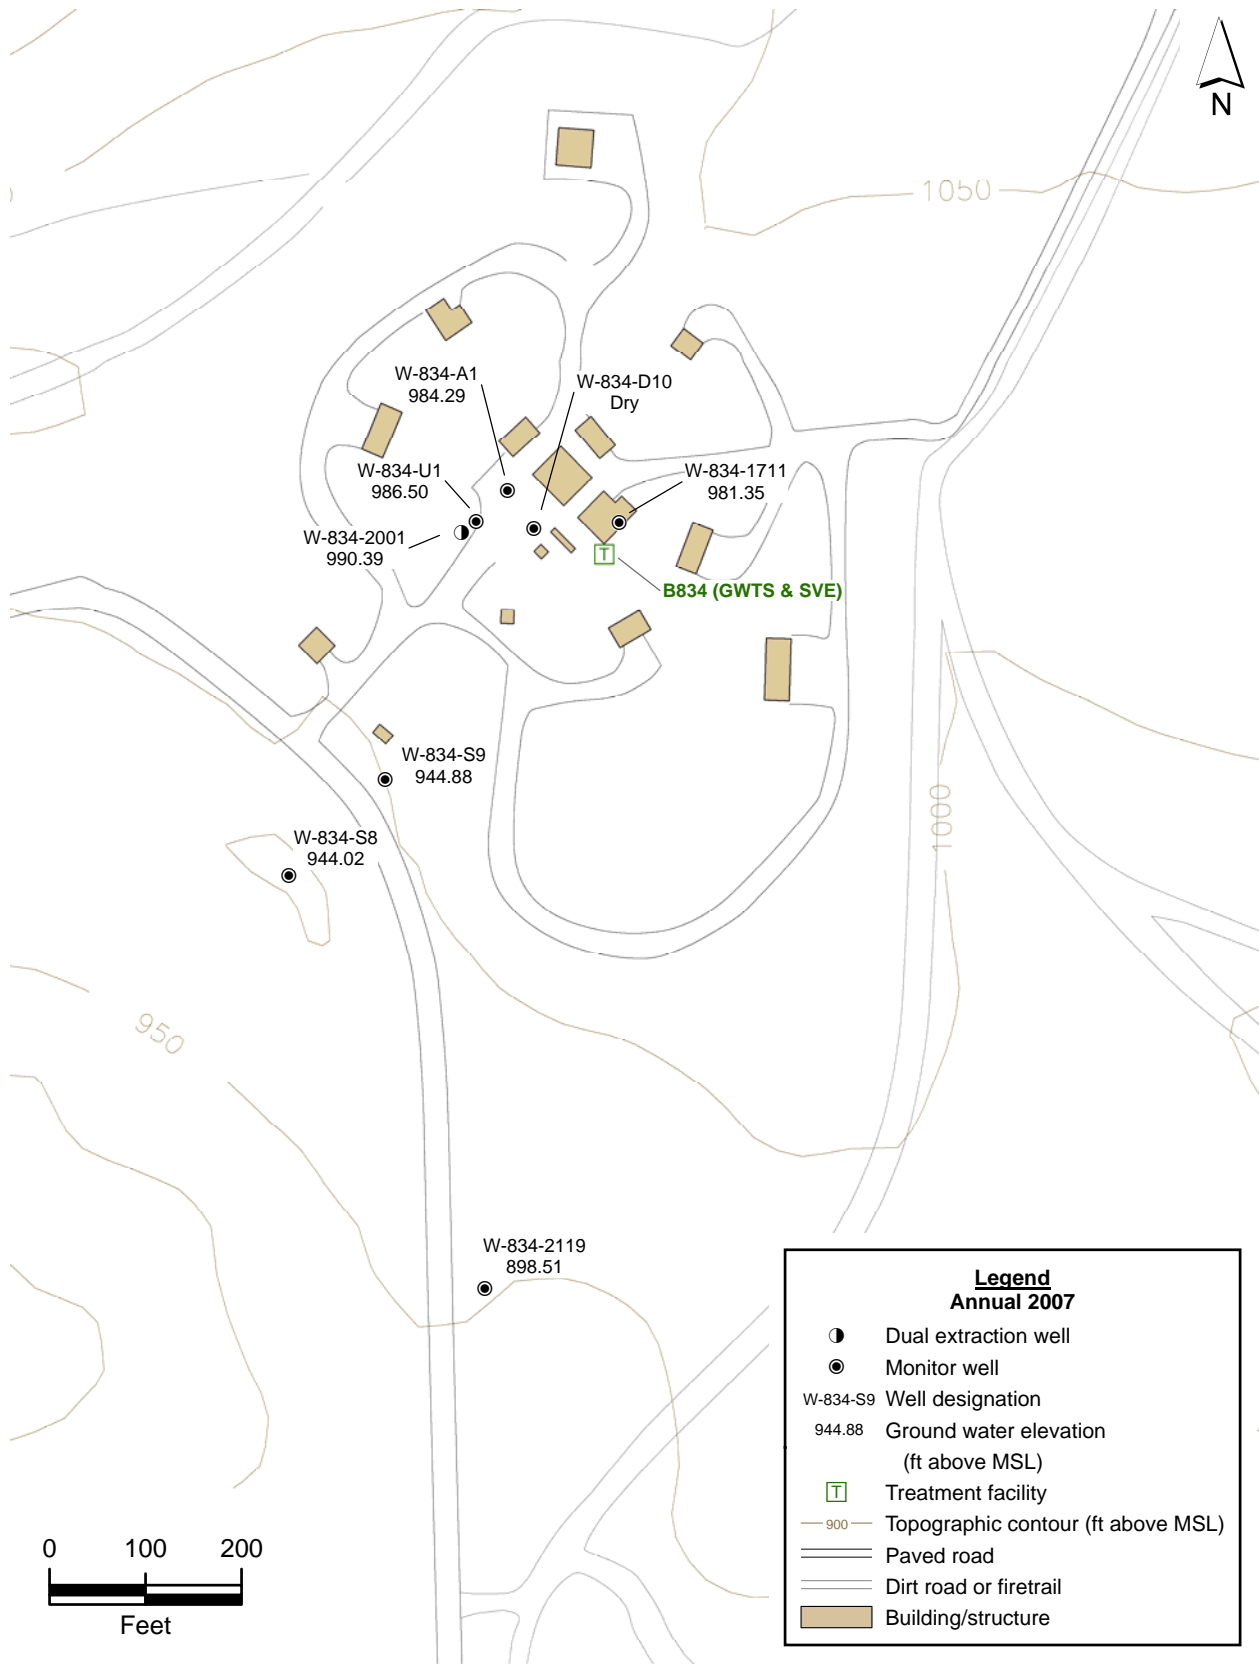 N
1050
W-834-A1
984.29
W-834-D10
Dry
W-834-U1
986.50
W-834-1711
981.35
W-834-2001
990.39
T
B834 (GWTS & SVE)
W-834-S9
944.88
1000
W-834-S8
944.02
950
W-834-2119
898.51
Legend
Annual 2007
Dual extraction well
Monitor well
W-834-S9 Well designation
944.88 Ground water elevation
(ft above MSL)
T Treatment facility
900 Topographic contour (ft above MSL)
Paved road
Dirt road or firetrail
Building/structure
0 100 200
Feet